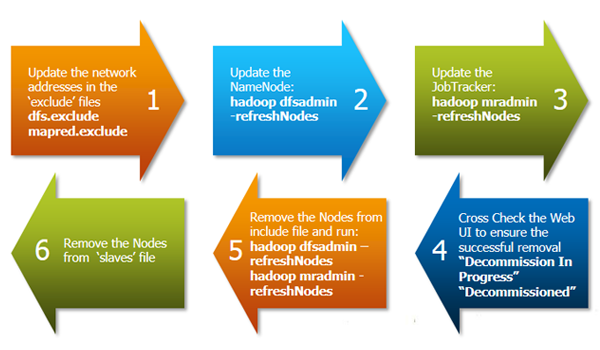 Update the network
addresses in the
‘exclude’ files
dfs.exclude
mapred.exclude
1
Update the
NameNode:
hadoop dfsadmin
-refreshNodes
2
Update the
JobTracker:
hadoop mradmin
-refreshNodes
3
Cross Check the Web
UI to ensure the
successful removal
“Decommission In
Progress”
“Decommissioned”
4
Remove the Nodes from
include file and run:
hadoop dfsadmin –
refreshNodes
hadoop mradmin -
refreshNodes
5
Remove the Nodes
from ‘slaves’ file
6